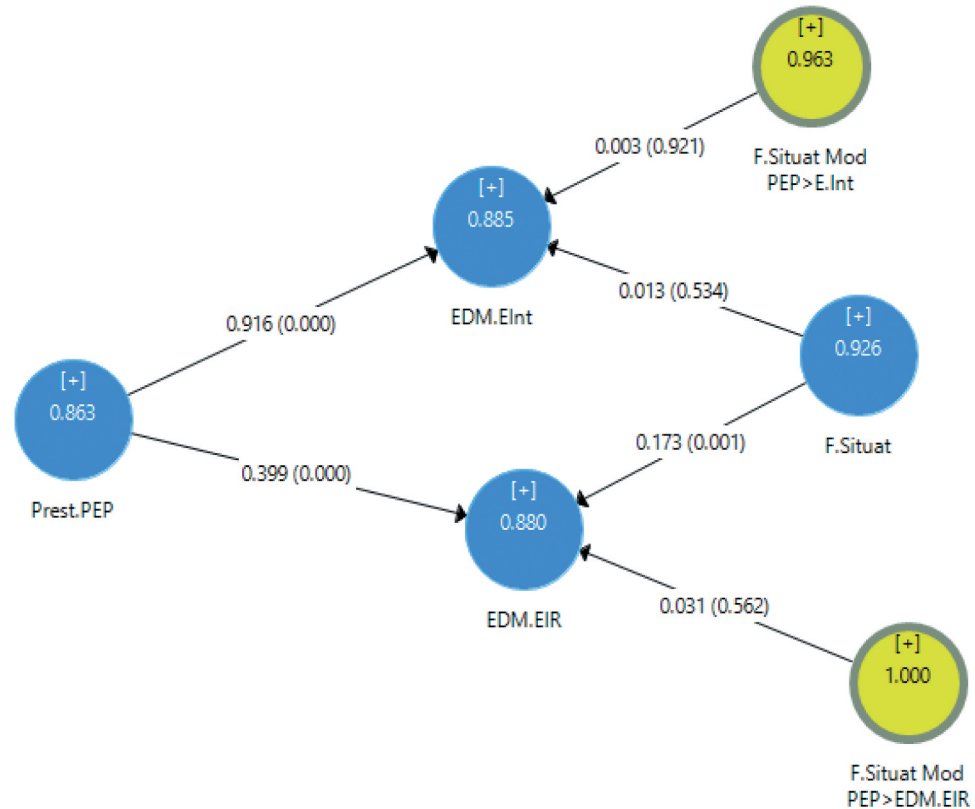 [+]
0.963
F.Situat Mod
PEP>E.Int
0.003 (0.921)
[+]
0.885
EDM.EInt
0.013 (0.534)
[+]
0.926
F.Situat
0.916 (0.000)
[+]
0.863
Prest.PEP
0.399 (0.000)
0.173 (0.001)
[+]
0.880
EDM.EIR
0.031 (0.562)
[+]
1.000
F.Situat Mod
PEP>EDM.EIR